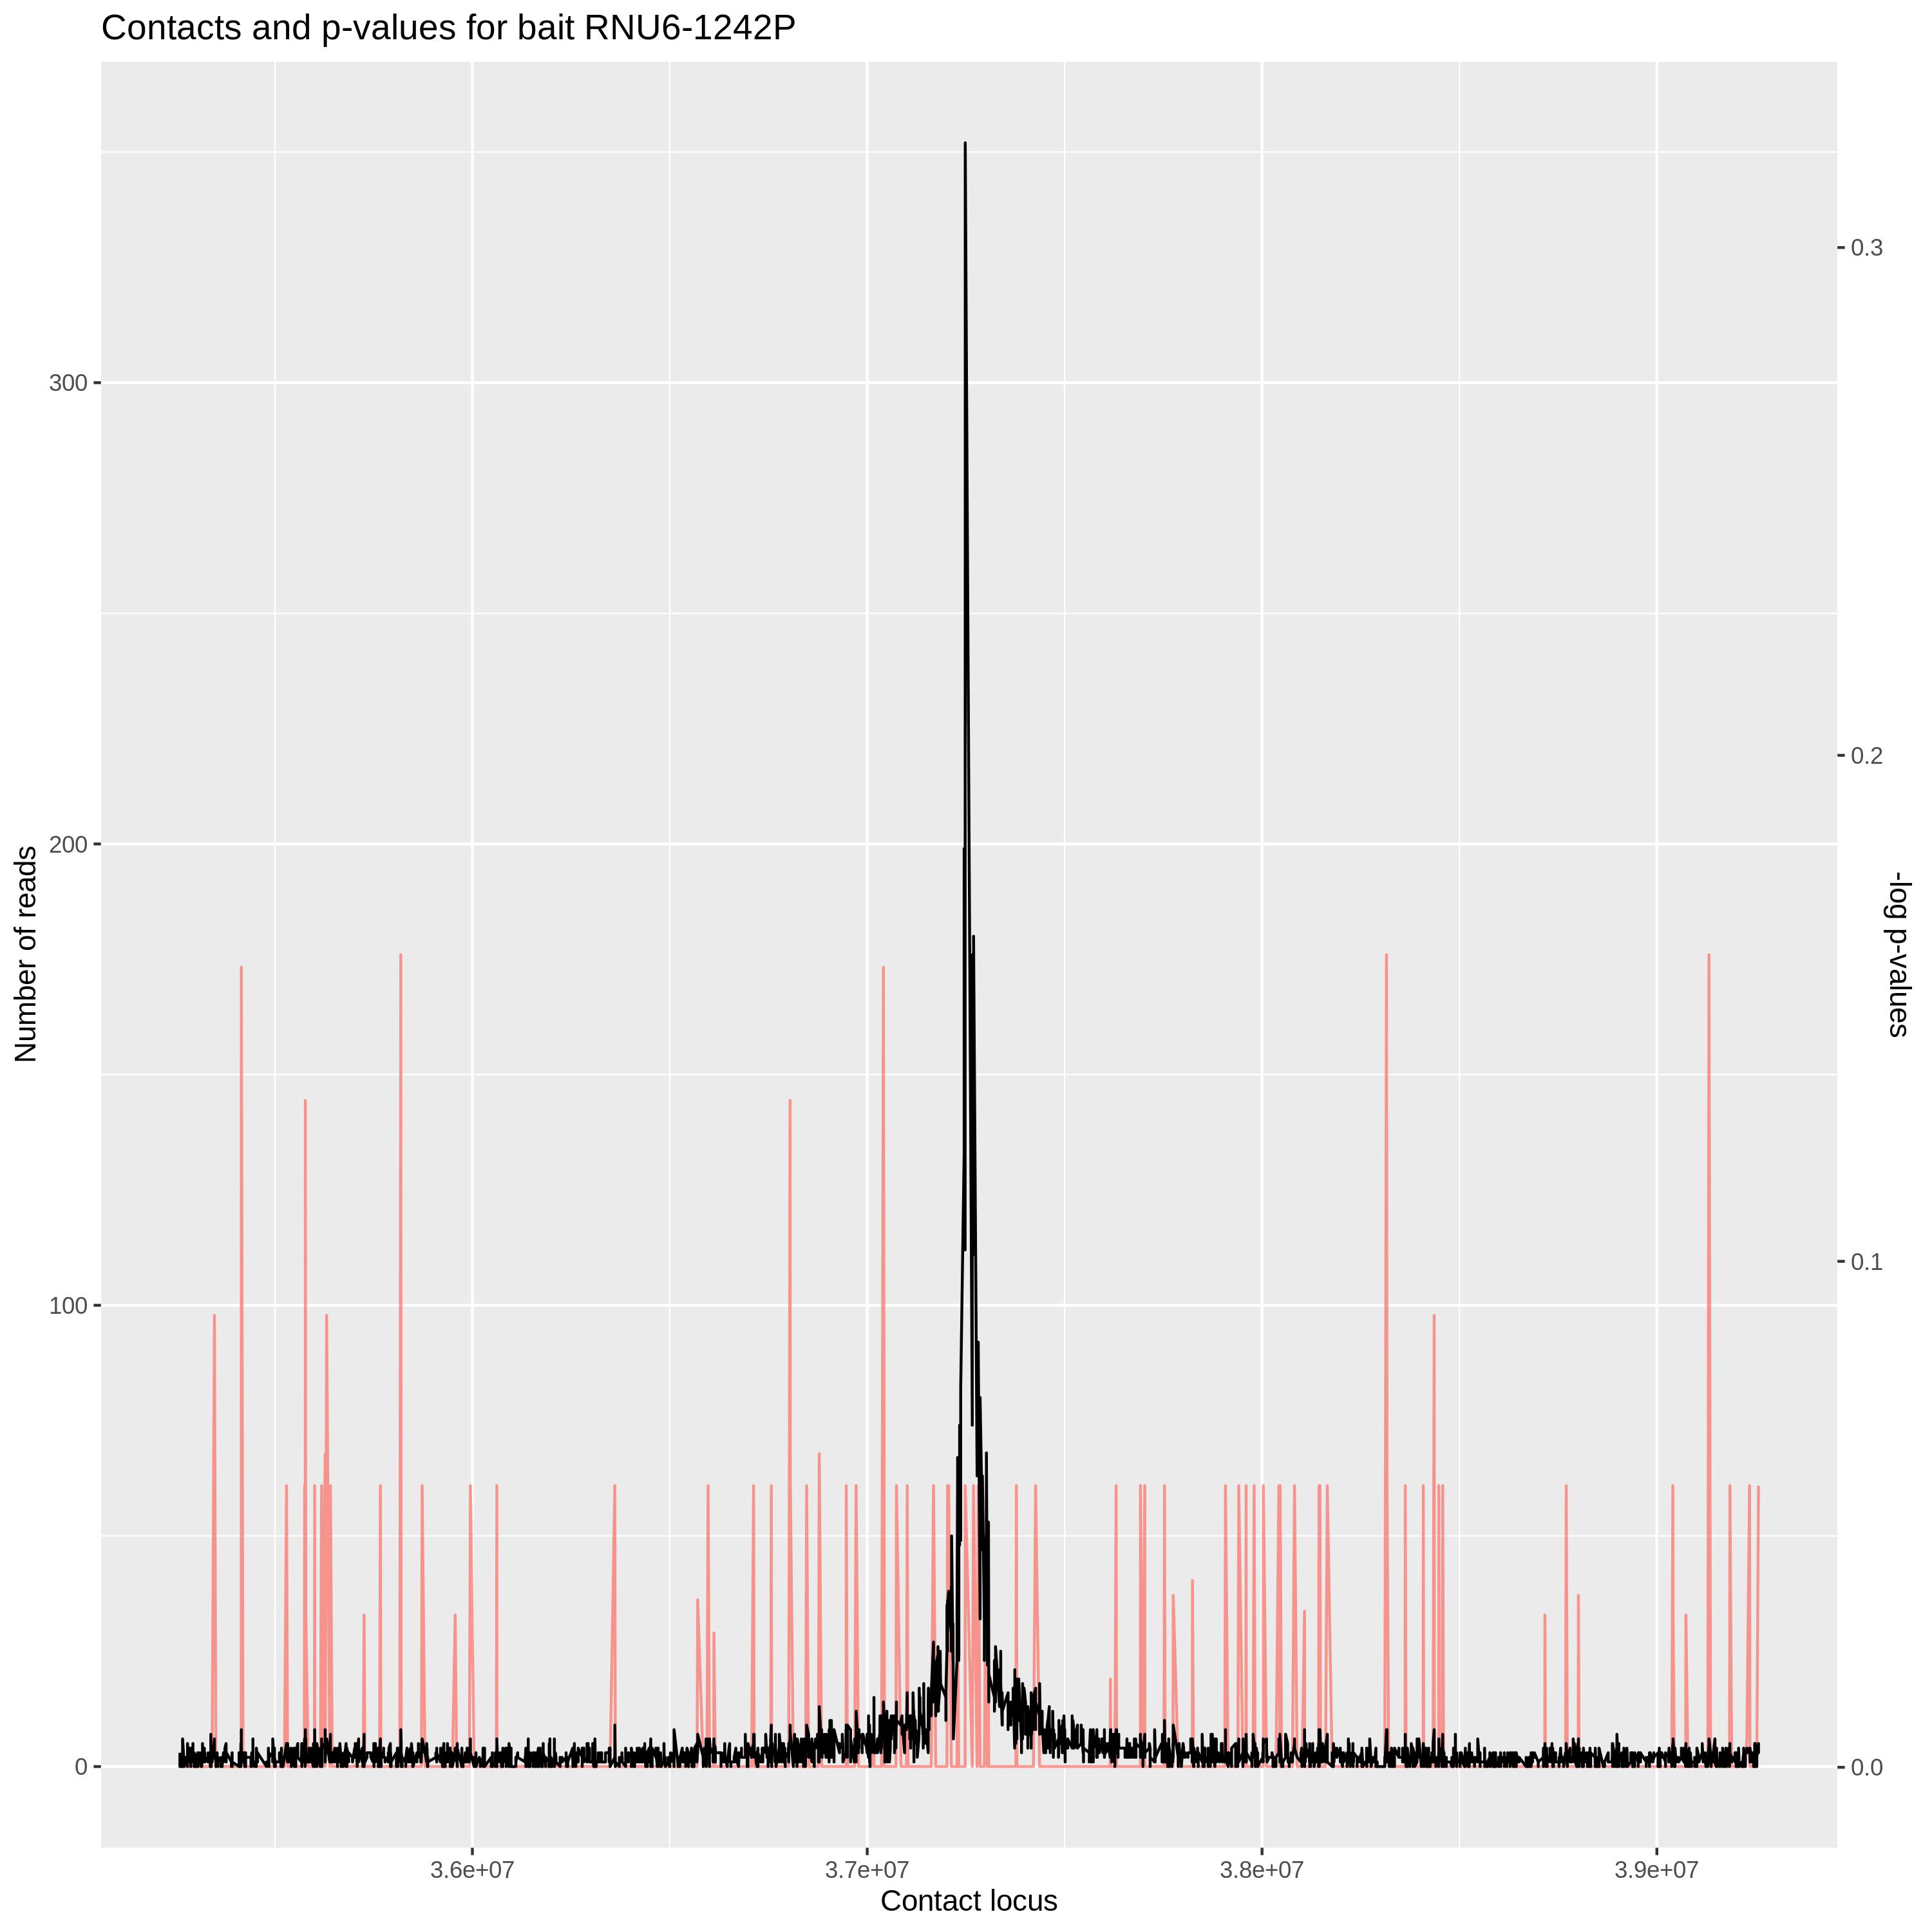 Contacts and p-values for bait RNU6-1242P
Number of reads
300
200
100
0
0.3
0.2
0.1
0.0
-log p-values
3.6e+07
3.7e+07
3.8e+07
3.9e+07
Contact locus